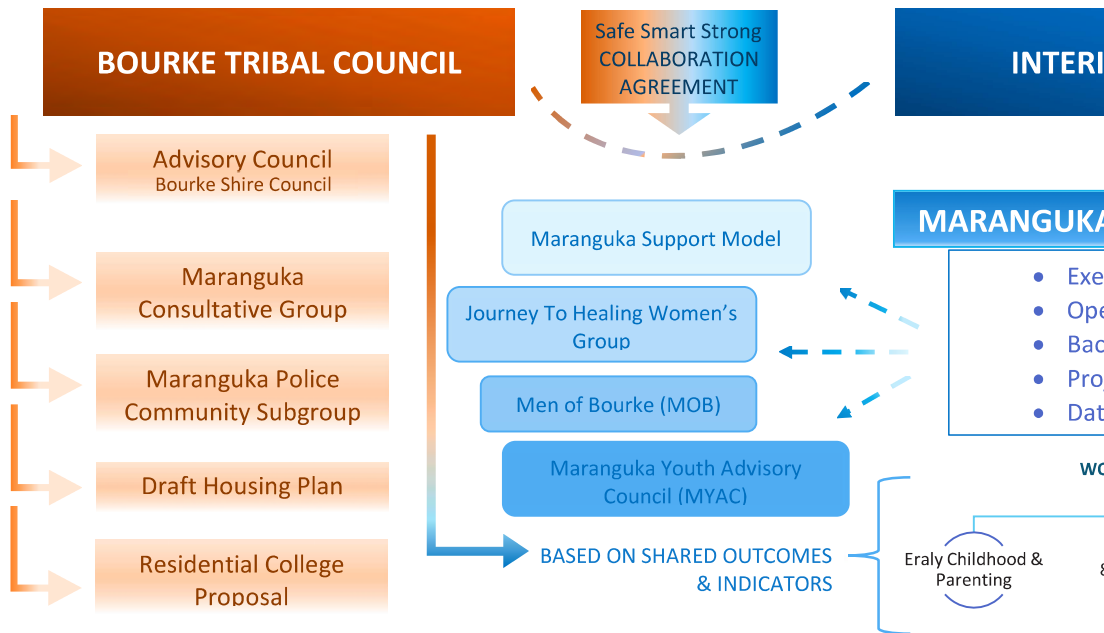 BOURKE TRIBAL COUNCIL
Safe Smart Strong
COLLABORATION
AGREEMENT
INTERI
Advisory Council
Bourke Shire Council
Maranguka
Consultative Group
Maranguka Police
Community Subgroup
Draft Housing Plan
Residential College
Proposal
Maranguka Support Model
Journey To Healing Women’s
Group
Men of Bourke (MOB)
Maranguka Youth Advisory
Council (MYAC)
BASED ON SHARED OUTCOMES
& INDICATORS
MARANGUKA
• Exe
• Ope
• Bac
• Proj
• Dat
WO
Eraly Childhood &
Parenting
&